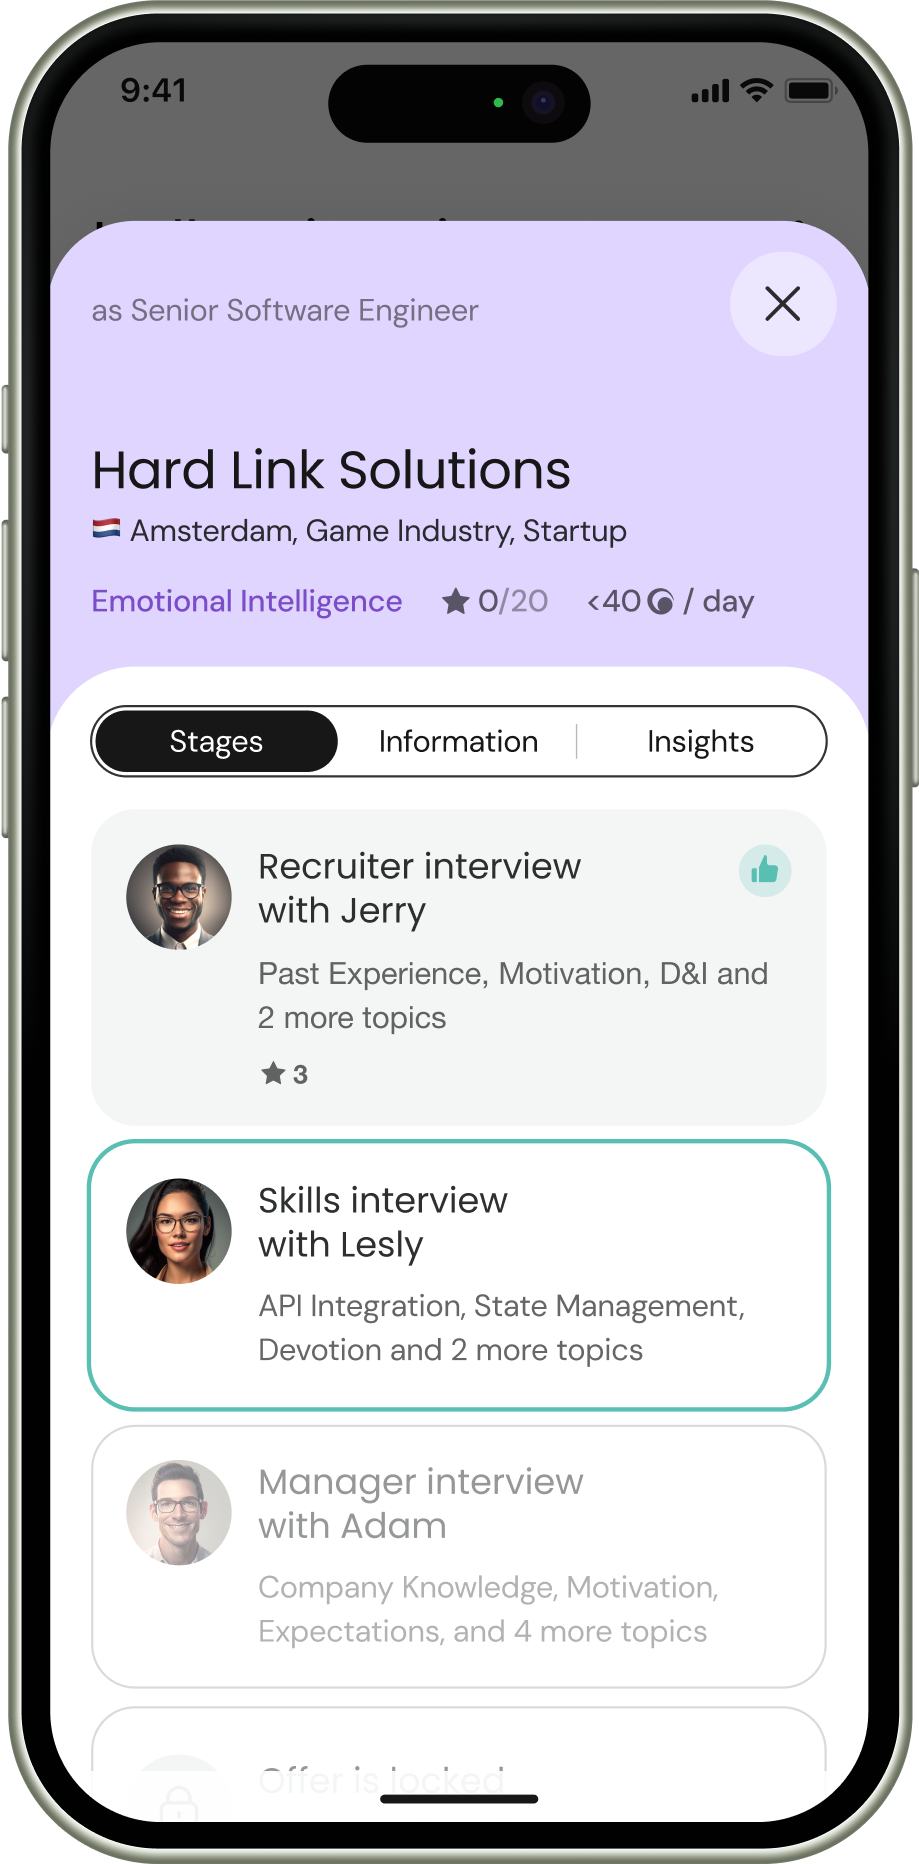 9:41
as Senior Software Engineer
Hard Link Solutions
Amsterdam, Game Industry, Startup
Emotional Intelligence 0/20 <40 / day
Stages Information Insights
Recruiter interview
with Jerry
Past Experience, Motivation, D&I and
2 more topics
3
Skills interview
with Lesly
API Integration, State Management,
Devotion and 2 more topics
Manager interview
with Adam
Company Knowledge, Motivation,
Expectations, and 4 more topics
Offer is locked